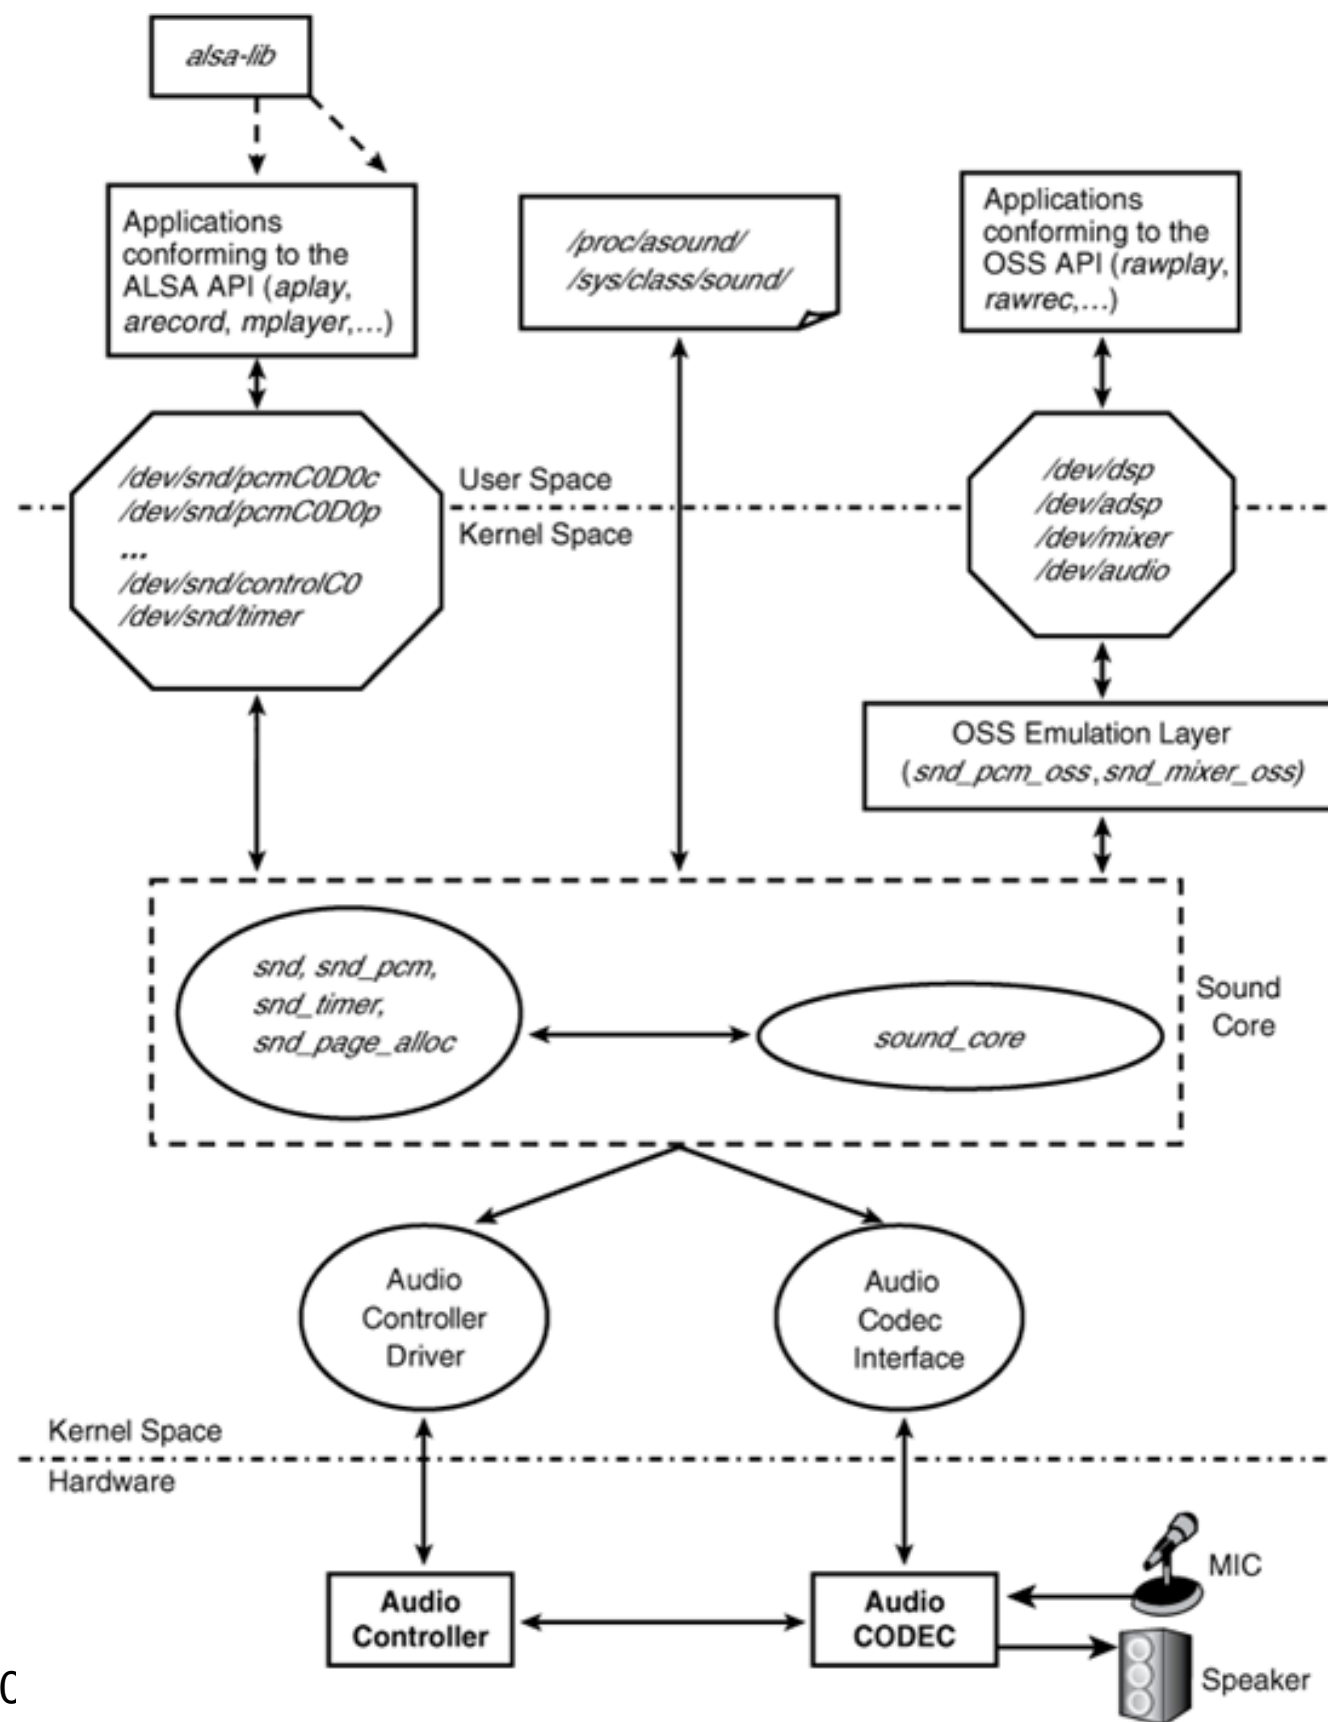 alsa-lib
Applications
conforming to the
ALSA API (aplay,
arecord, mplayer,...)
/proc/asound/
/sys/class/sound/
Applications
conforming to the
OSS API (rawplay,
rawrec,...)
/dev/snd/pcmC0D0c
/dev/snd/pcmC0D0p
...
/dev/snd/controlC0
/dev/snd/timer
User Space
Kernel Space
/dev/dsp
/dev/adsp
/dev/mixer
/dev/audio
OSS Emulation Layer
(snd_pcm_oss, snd_mixer_oss)
snd, snd_pcm,
snd_timer,
snd_page_alloc
sound_core
Sound
Core
Audio
Controller
Driver
Audio
Codec
Interface
Kernel Space
Hardware
Audio
Controller
Audio
CODEC
MIC
Speaker